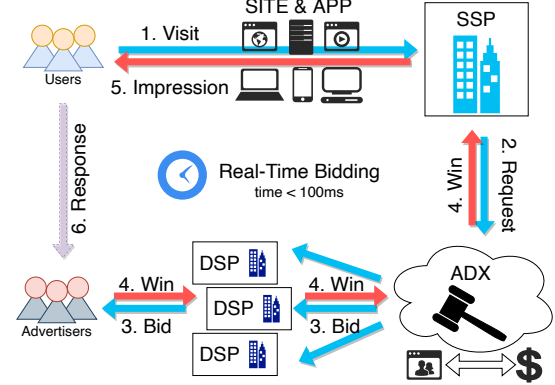 SITE & APP
1. Visit
5. Impression
Users
SSP
6. Response
Real-Time Bidding
time < 100ms
4. Win
2. Request
DSP
DSP
DSP
ADX
4. Win
3. Bid
4. Win
3. Bid
Advertisers
$